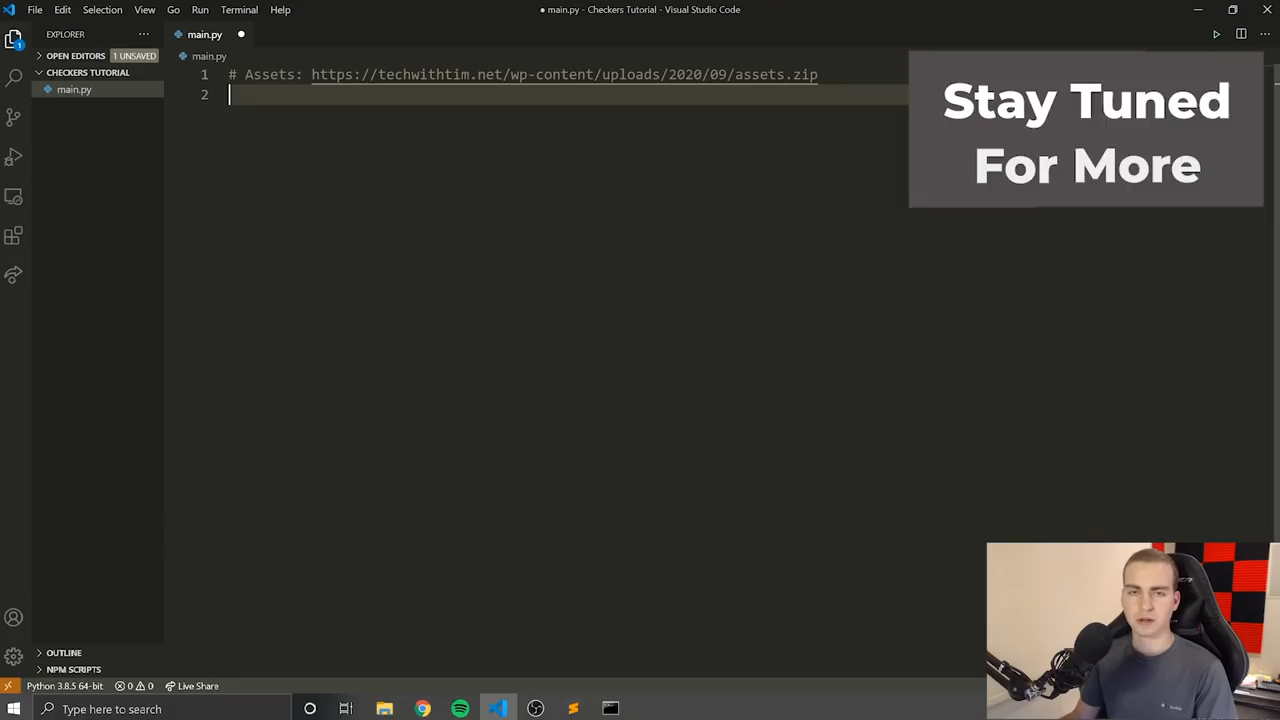 File Edit Selection View Go Run Terminal Help
● main.py - Checkers Tutorial - Visual Studio Code
EXPLORER
main.py
OPEN EDITORS 1 UNSAVED
main.py
CHECKERS TUTORIAL
main.py
1 # Assets: https://techwithtim.net/wp-content/uploads/2020/09/assets.zip
2
Stay Tuned
For More
1
OUTLINE
NPM SCRIPTS
Python 3.8.5 64-bit 0 0 Live Share
Type here to search